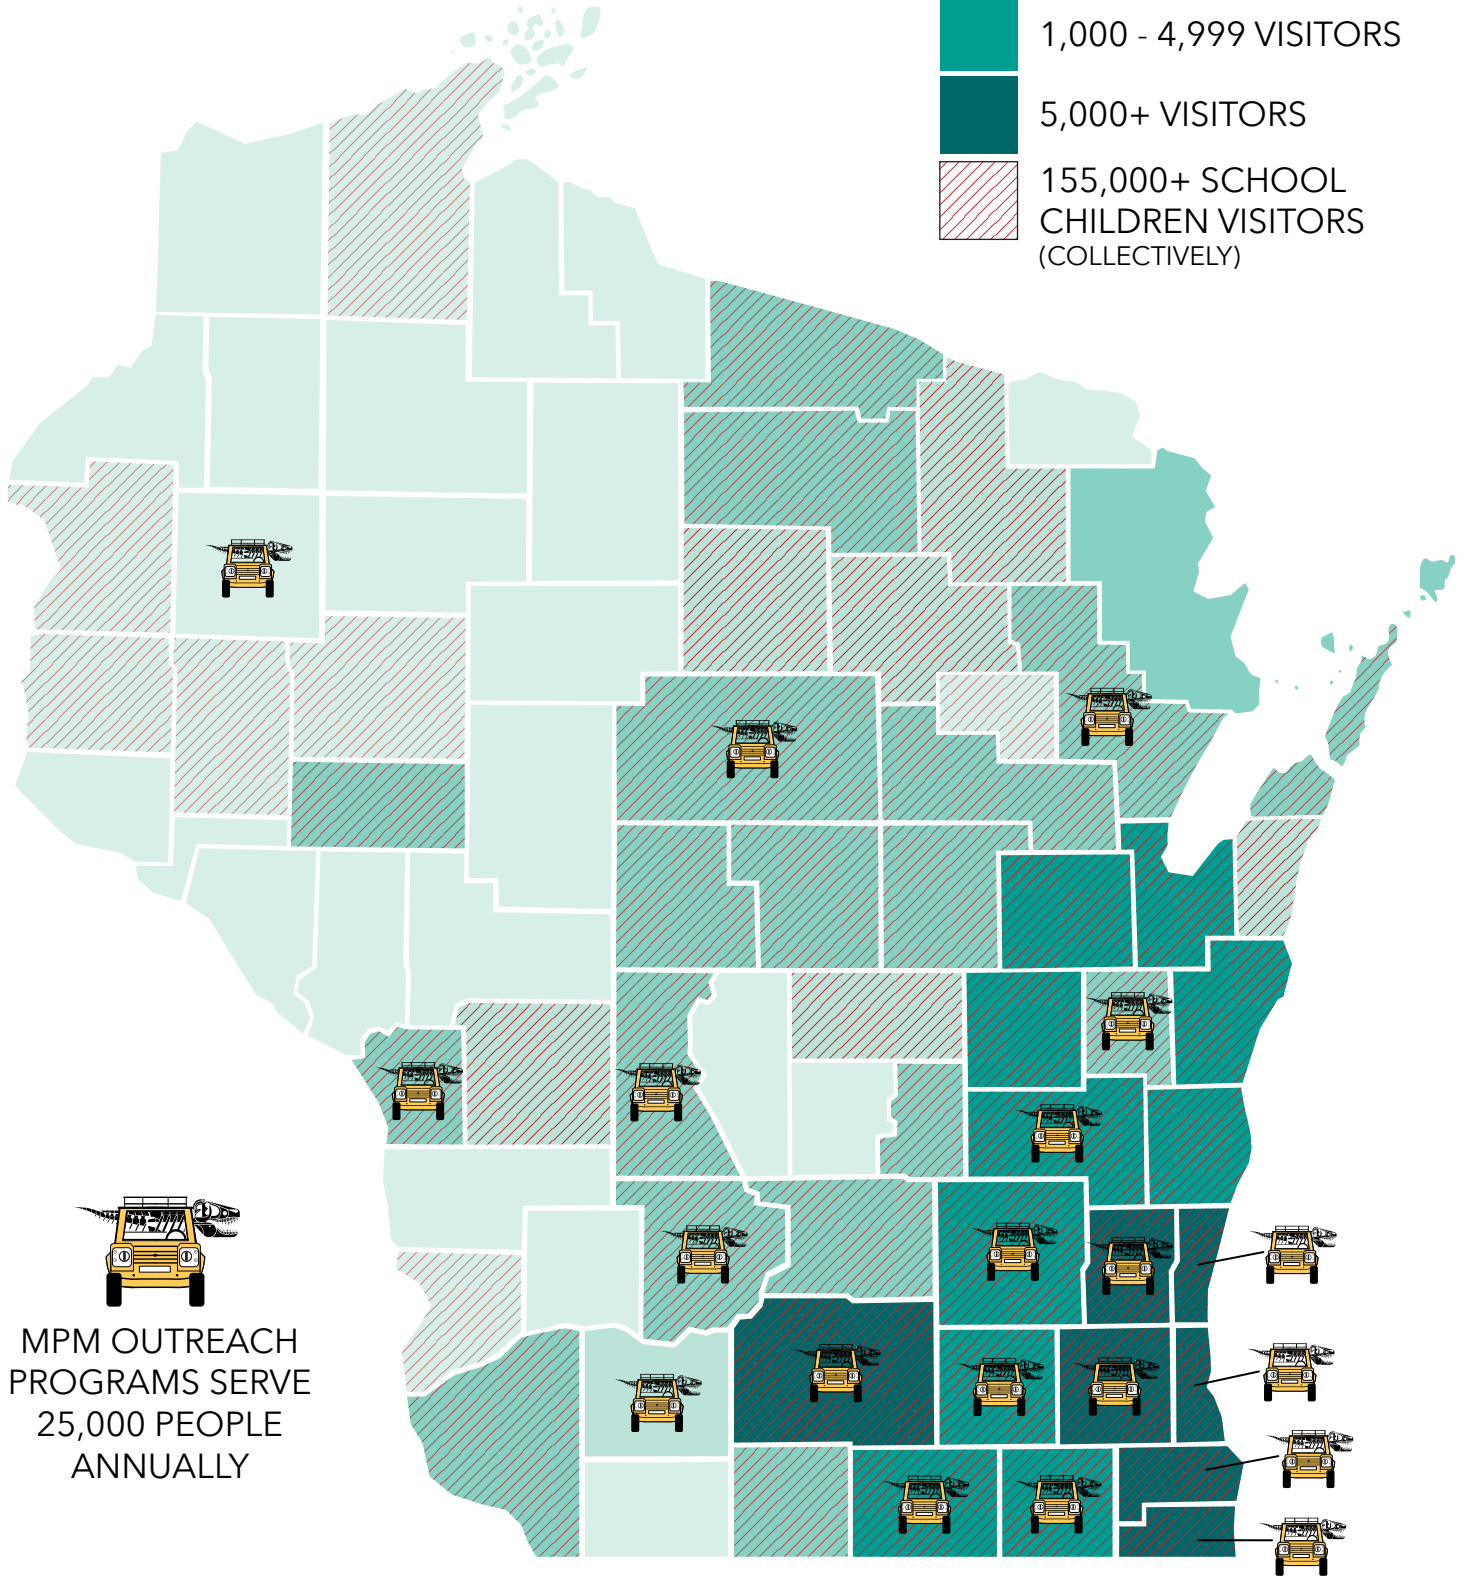 1,000 - 4,999 VISITORS
5,000+ VISITORS
155,000+ SCHOOL
CHILDREN VISITORS
(COLLECTIVELY)
MPM OUTREACH
PROGRAMS SERVE
25,000 PEOPLE
ANNUALLY